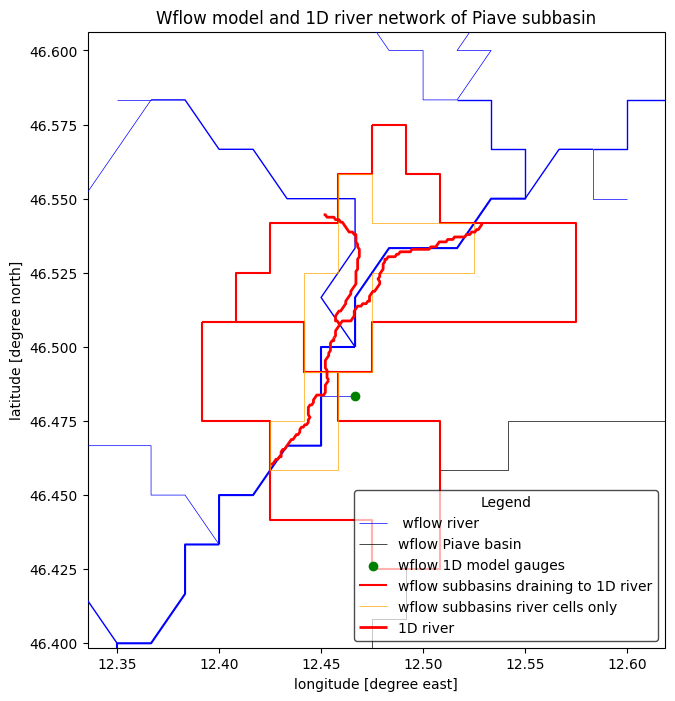 Wflow model and 1D river network of Piave subbasin
46.600
46.575
46.550
46.525
46.500
46.475
46.450
46.425
46.400
latitude [degree north]
12.35 12.40 12.45 12.50 12.55 12.60
longitude [degree east]
Legend
wflow river
wflow Piave basin
wflow 1D model gauges
wflow subbasins draining to 1D river
wflow subbasins river cells only
1D river